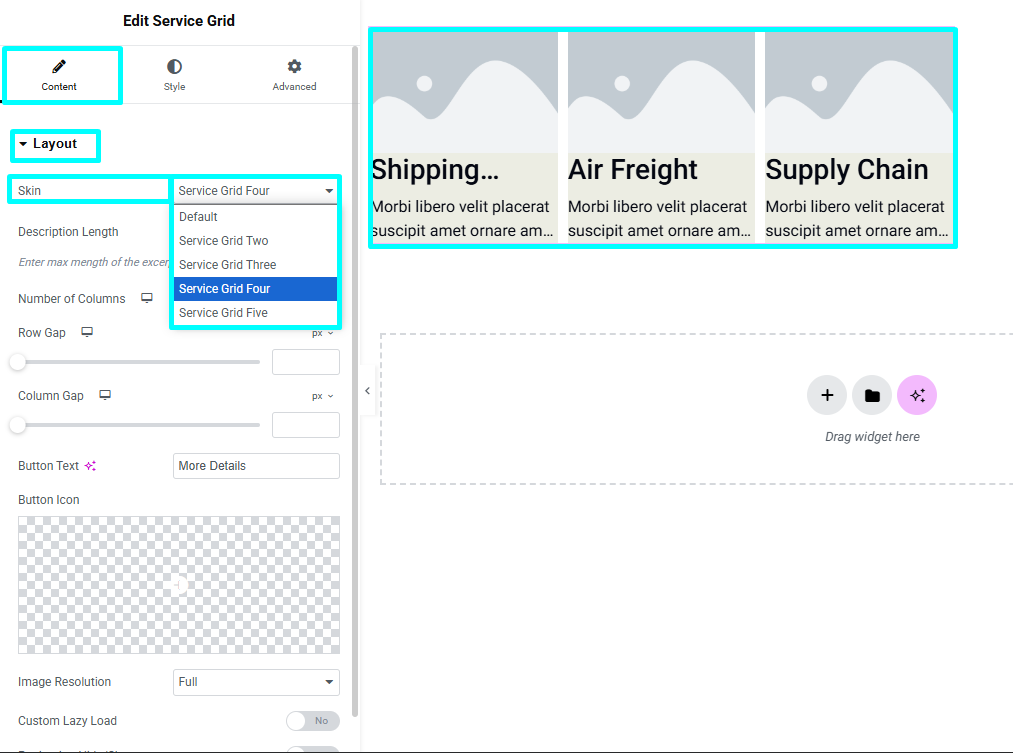 Edit Service Grid
Content
Style
Advanced
Layout
Skin
Service Grid Four
Default
Service Grid Two
Service Grid Three
Service Grid Four
Service Grid Five
Description Length
Enter max mength of the excer
Number of Columns
Row Gap
px
Column Gap
px
Button Text
More Details
Button Icon
Image Resolution
Full
Custom Lazy Load
No
Shipping...
Morbi libero velit placerat
suscipit amet ornare am...
Air Freight
Morbi libero velit placerat
suscipit amet ornare am...
Supply Chain
Morbi libero velit placerat
suscipit amet ornare am...
Drag widget here